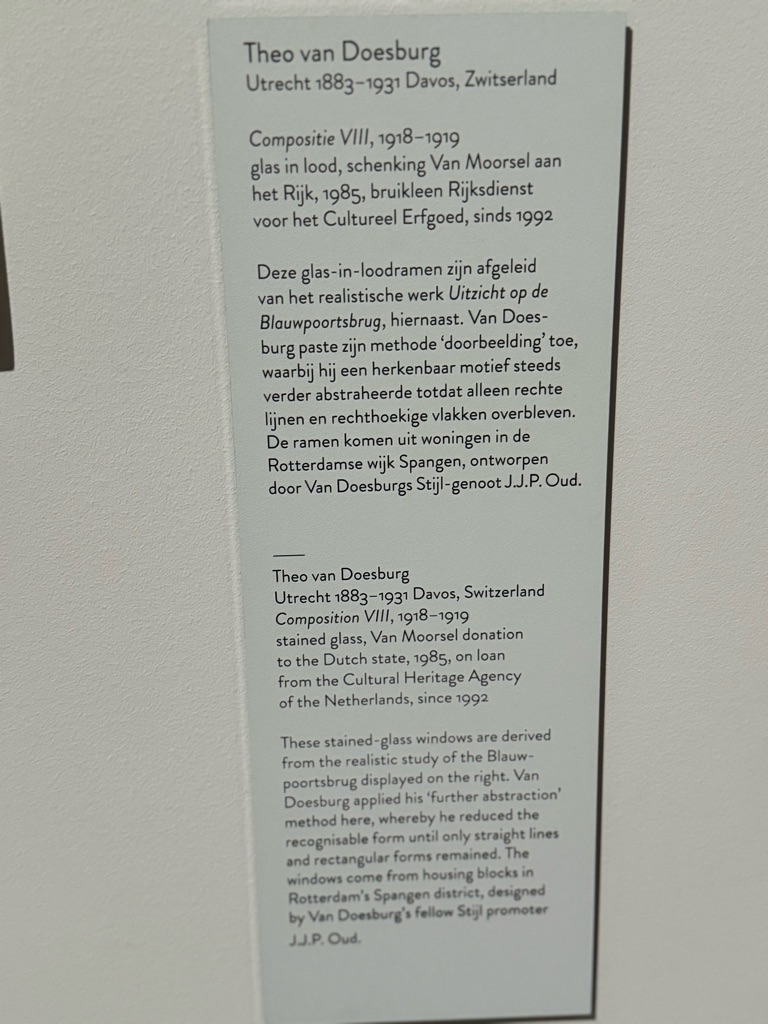 Theo van Doesburg
Utrecht 1883–1931 Davos, Zwitserland
Compositie VIII, 1918–1919
glas in lood, schenking Van Moorsel aan
het Rijk, 1985, bruikleen Rijksdienst
voor het Cultureel Erfgoed, sinds 1992
Deze glas-in-loodramen zijn afgeleid
van het realistische werk Uitzicht op de
Blauwpoortsbrug, hiernaast. Van Does-
burg paste zijn methode ‘doorbeelding’ toe,
waarbij hij een herkenbaar motief steeds
verder abstraheerde totdat alleen rechte
lijnen en rechthoekige vlakken overbleven.
De ramen komen uit woningen in de
Rotterdamse wijk Spangen, ontworpen
door Van Doesburgs Stijl-genoot J.J.P. Oud.
Theo van Doesburg
Utrecht 1883–1931 Davos, Switzerland
Composition VIII, 1918–1919
stained glass, Van Moorsel donation
to the Dutch state, 1985, on loan
from the Cultural Heritage Agency
of the Netherlands, since 1992
These stained-glass windows are derived
from the realistic study of the Blauw-
poortsbrug displayed on the right. Van
Doesburg applied his ‘further abstraction’
method here, whereby he reduced the
recognisable form until only straight lines
and rectangular forms remained. The
windows come from housing blocks in
Rotterdam’s Spangen district, designed
by Van Doesburg’s fellow Stijl promoter
J.J.P. Oud.